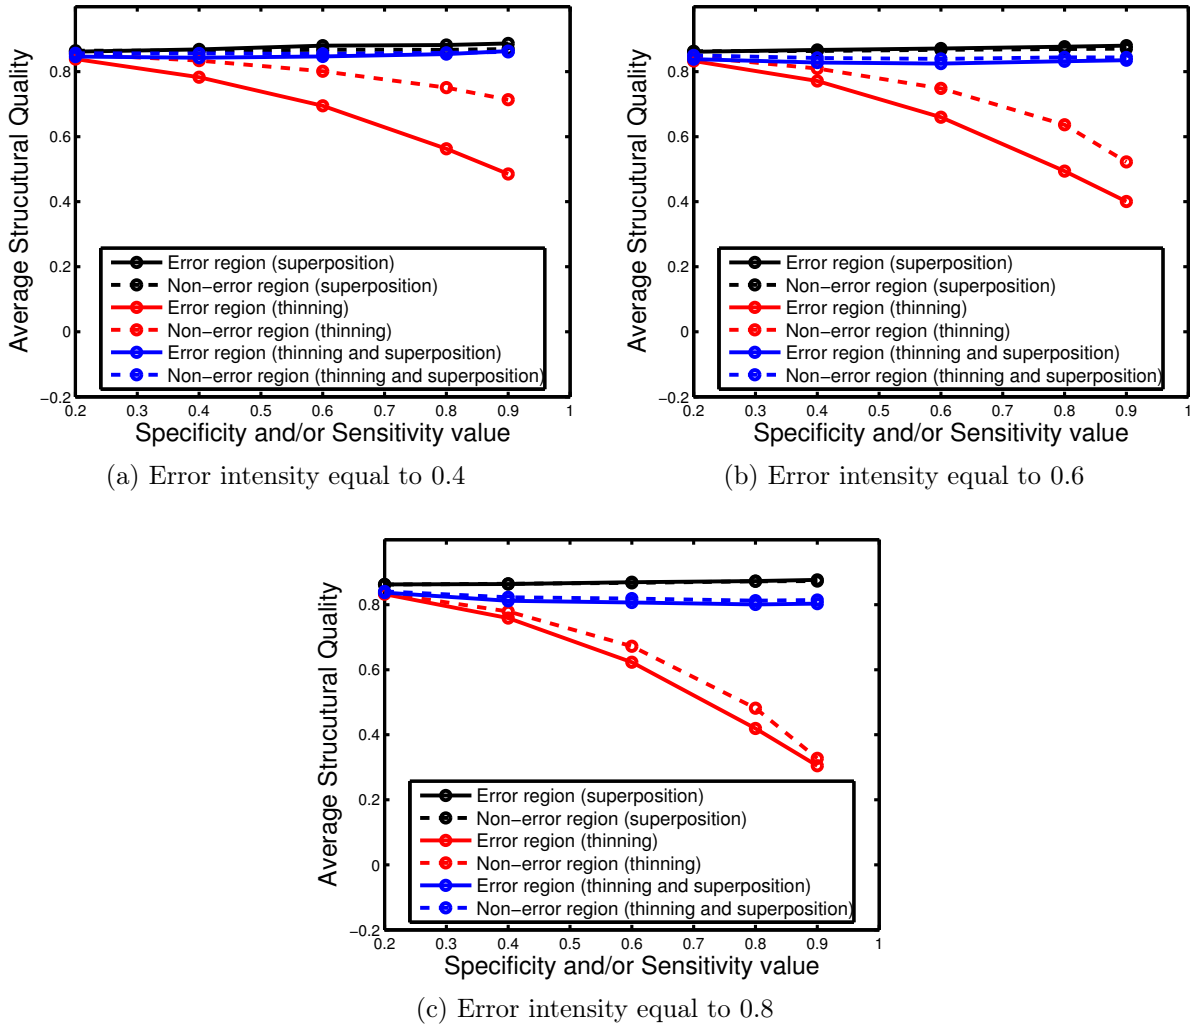 Average Strucutural Quality
0.8
0.6
0.4
0.2
0
−0.2
Error region (superposition)
Non−error region (superposition)
Error region (thinning)
Non−error region (thinning)
Error region (thinning and superposition)
Non−error region (thinning and superposition)
0.2 0.3 0.4 0.5 0.6 0.7 0.8 0.9 1
Specificity and/or Sensitivity value
(a) Error intensity equal to 0.4
Average Strucutural Quality
0.8
0.6
0.4
0.2
0
−0.2
Error region (superposition)
Non−error region (superposition)
Error region (thinning)
Non−error region (thinning)
Error region (thinning and superposition)
Non−error region (thinning and superposition)
0.2 0.3 0.4 0.5 0.6 0.7 0.8 0.9 1
Specificity and/or Sensitivity value
(b) Error intensity equal to 0.6
Average Strucutural Quality
0.8
0.6
0.4
0.2
0
−0.2
Error region (superposition)
Non−error region (superposition)
Error region (thinning)
Non−error region (thinning)
Error region (thinning and superposition)
Non−error region (thinning and superposition)
0.2 0.3 0.4 0.5 0.6 0.7 0.8 0.9 1
Specificity and/or Sensitivity value
(c) Error intensity equal to 0.8